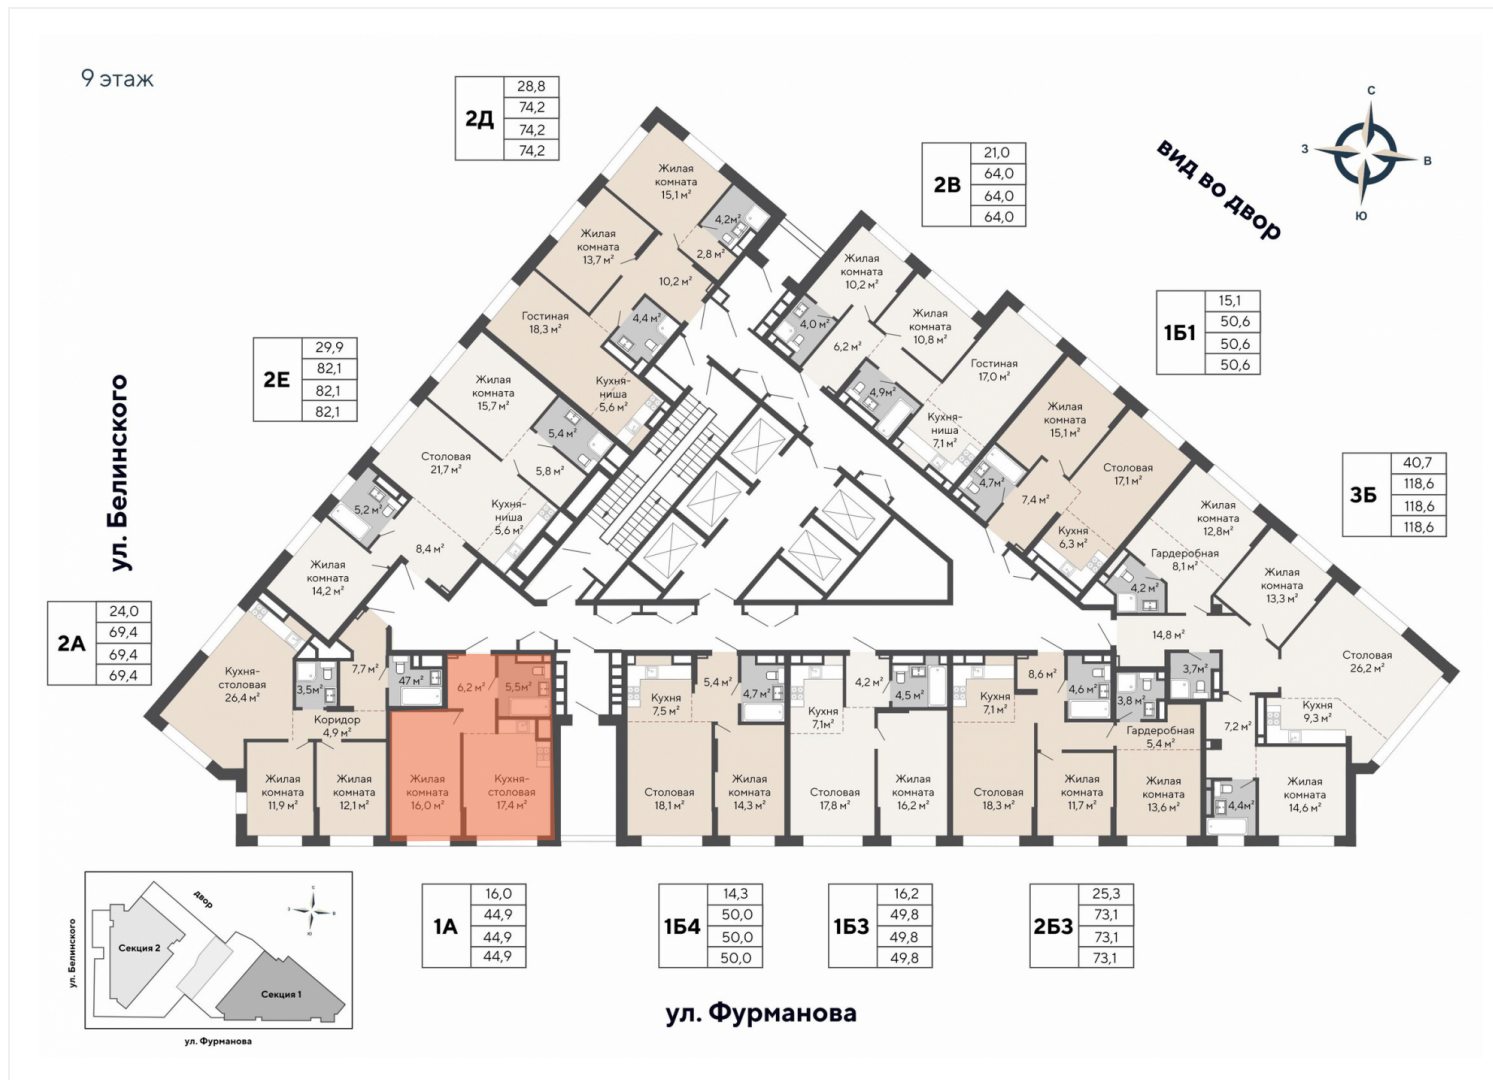 9 этаж
2Д
28,8
74,2
74,2
74,2
2В
21,0
64,0
64,0
64,0
вид во двор
С
З
В
Ю
1Б1
15,1
50,6
50,6
50,6
2Е
29,9
82,1
82,1
82,1
3Б
40,7
118,6
118,6
118,6
ул. Белинского
2А
24,0
69,4
69,4
69,4
Жилая
комната
15,1 м²
4,2м²
2,8 м²
Жилая
комната
13,7 м²
10,2 м²
Гостиная
18,3 м²
4,4 м²
Кухня-
ниша
5,6 м²
Жилая
комната
15,7 м²
5,4 м²
5,8 м²
Столовая
21,7 м²
Кухня-
ниша
5,6 м²
5,2 м²
8,4 м²
Жилая
комната
14,2 м²
Жилая
комната
10,2 м²
4,0 м²
6,2 м²
Жилая
комната
10,8 м²
Гостиная
17,0 м²
4,9м²
Кухня-
ниша
7,1 м²
Жилая
комната
15,1 м²
Столовая
17,1 м²
4,7м²
7,4 м²
Кухня
6,3 м²
Жилая
комната
12,8м²
Гардеробная
8,1 м²
4,2 м²
Жилая
комната
13,3 м²
14,8 м²
Столовая
26,2 м²
3,7м²
3,8 м²
7,2 м²
Кухня
9,3 м²
Гардеробная
5,4 м²
Жилая
комната
13,6 м²
4,4м²
Жилая
комната
14,6 м²
Кухня-
столовая
26,4 м²
3,5м²
7,7 м²
47 м²
Коридор
4,9 м²
Жилая
комната
11,9 м²
Жилая
комната
12,1 м²
6,2 м²
5,5м²
Жилая
комната
16,0 м²
Кухня-
столовая
17,4 м²
Кухня
7,5 м²
5,4 м²
4,7 м²
Столовая
18,1 м²
Жилая
комната
14,3 м²
Кухня
7,1м²
4,2 м²
4,5 м²
Столовая
17,8 м²
Жилая
комната
16,2 м²
Кухня
7,1 м²
8,6 м²
4,6 м²
Столовая
18,3 м²
Жилая
комната
11,7 м²
1А
16,0
44,9
44,9
44,9
1Б4
14,3
50,0
50,0
50,0
1Б3
16,2
49,8
49,8
49,8
2Б3
25,3
73,1
73,1
73,1
ул. Фурманова
ул. Белинского
двор
С
З
В
Ю
Секция 2
Секция 1
ул. Фурманова